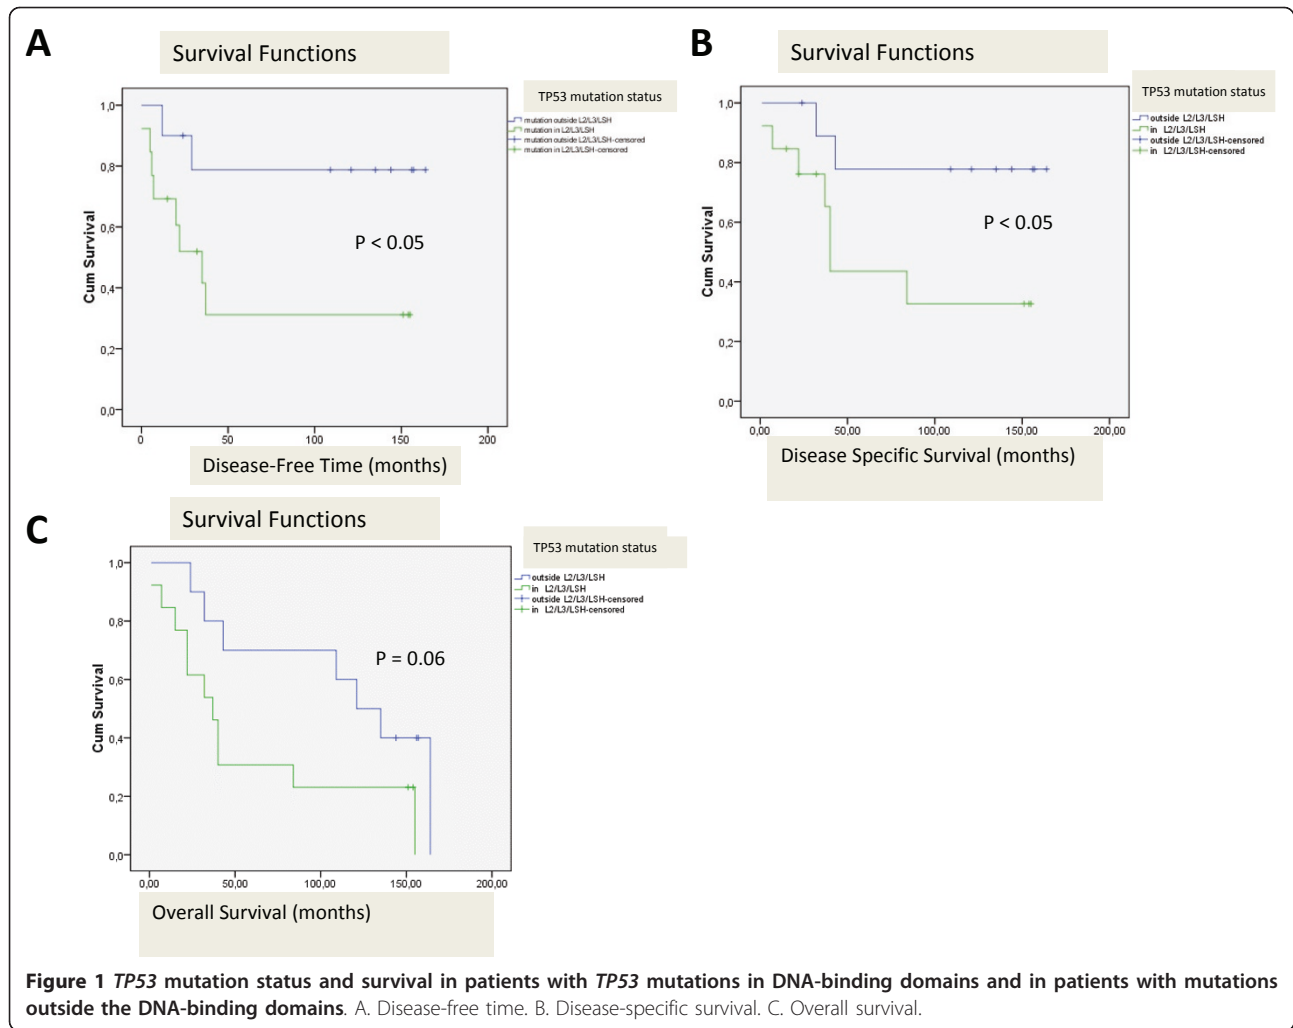 A
Survival Functions
TP53 mutation status
mutation outside L2/L3/LSH
mutation in L2/L3/LSH
mutation outside L2/L3/LSH-censored
mutation in L2/L3/LSH-censored
1,0
0,8
0,6
0,4
0,2
0,0
Cum Survival
P < 0.05
0
50
100
150
200
Disease-Free Time (months)
B
Survival Functions
TP53 mutation status
outside L2/L3/LSH
in L2/L3/LSH
outside L2/L3/LSH-censored
in L2/L3/LSH-censored
1,0
0,8
0,6
0,4
0,2
0,0
Cum Survival
P < 0.05
0,00
50,00
100,00
150,00
200,00
Disease Specific Survival (months)
C
Survival Functions
TP53 mutation status
outside L2/L3/LSH
in L2/L3/LSH
outside L2/L3/LSH-censored
in L2/L3/LSH-censored
1,0
0,8
0,6
0,4
0,2
0,0
Cum Survival
P = 0.06
0,00
50,00
100,00
150,00
200,00
Overall Survival (months)
Figure 1 TP53 mutation status and survival in patients with TP53 mutations in DNA-binding domains and in patients with mutations
outside the DNA-binding domains. A. Disease-free time. B. Disease-specific survival. C. Overall survival.